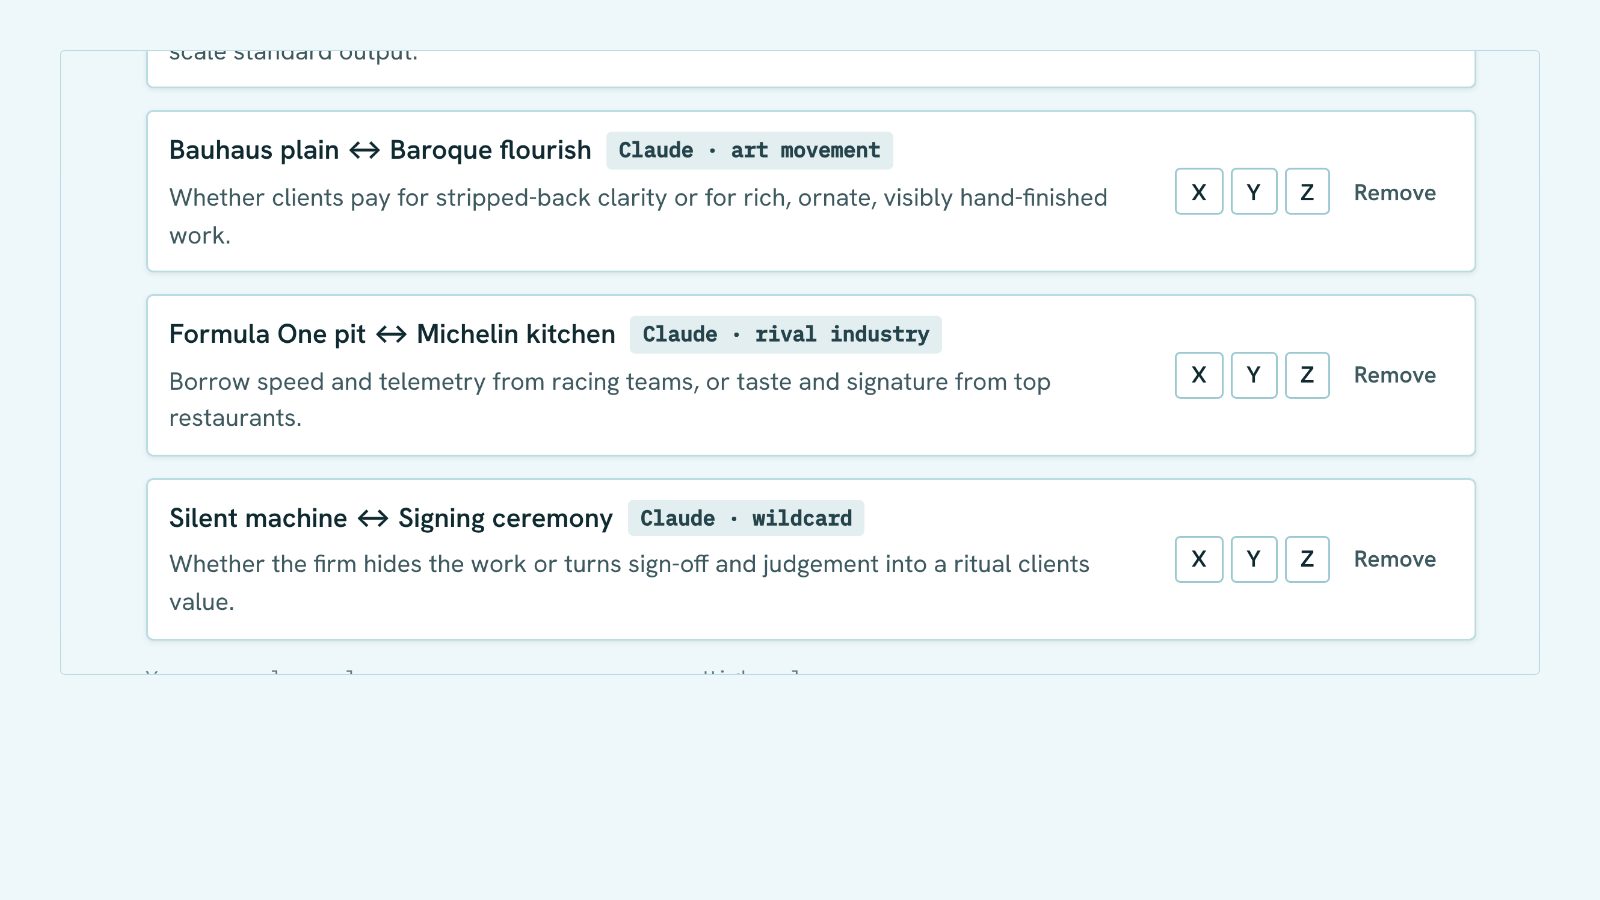 scale standard output.
Bauhaus plain ↔ Baroque flourish Claude · art movement
Whether clients pay for stripped-back clarity or for rich, ornate, visibly hand-finished
work.
X Y Z Remove
Formula One pit ↔ Michelin kitchen Claude · rival industry
Borrow speed and telemetry from racing teams, or taste and signature from top
restaurants.
X Y Z Remove
Silent machine ↔ Signing ceremony Claude · wildcard
Whether the firm hides the work or turns sign-off and judgement into a ritual clients
value.
X Y Z Remove